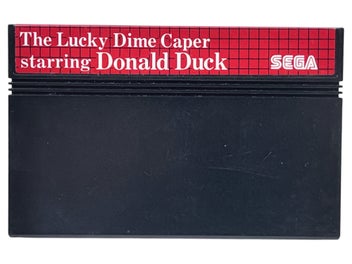 The Lucky Dime Caper
starring Donald Duck
SEGA